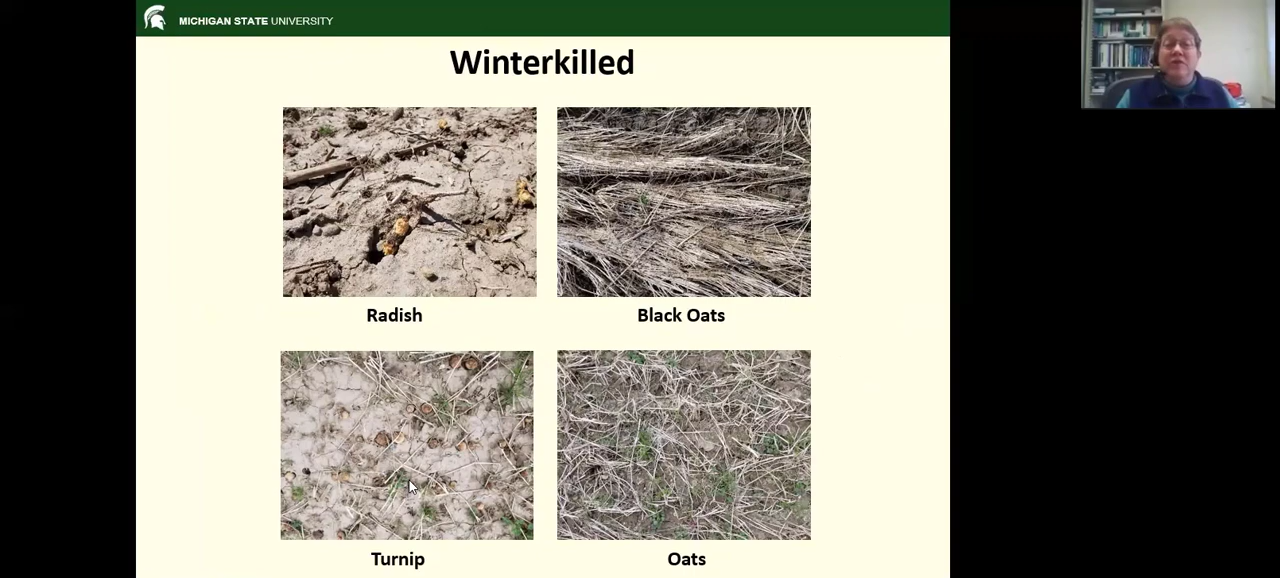 MICHIGAN STATE UNIVERSITY
Winterkilled
Radish
Black Oats
Turnip
Oats